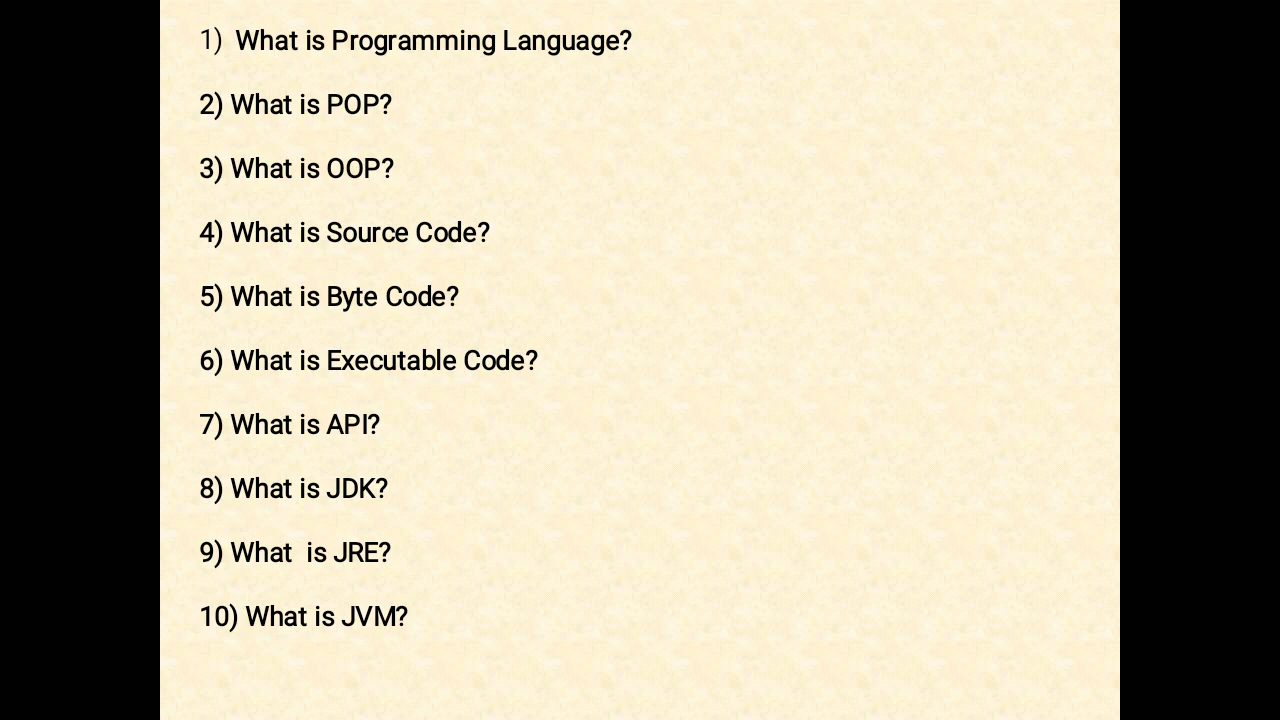 1) What is Programming Language?
2) What is POP?
3) What is OOP?
4) What is Source Code?
5) What is Byte Code?
6) What is Executable Code?
7) What is API?
8) What is JDK?
9) What  is JRE?
10) What is JVM?